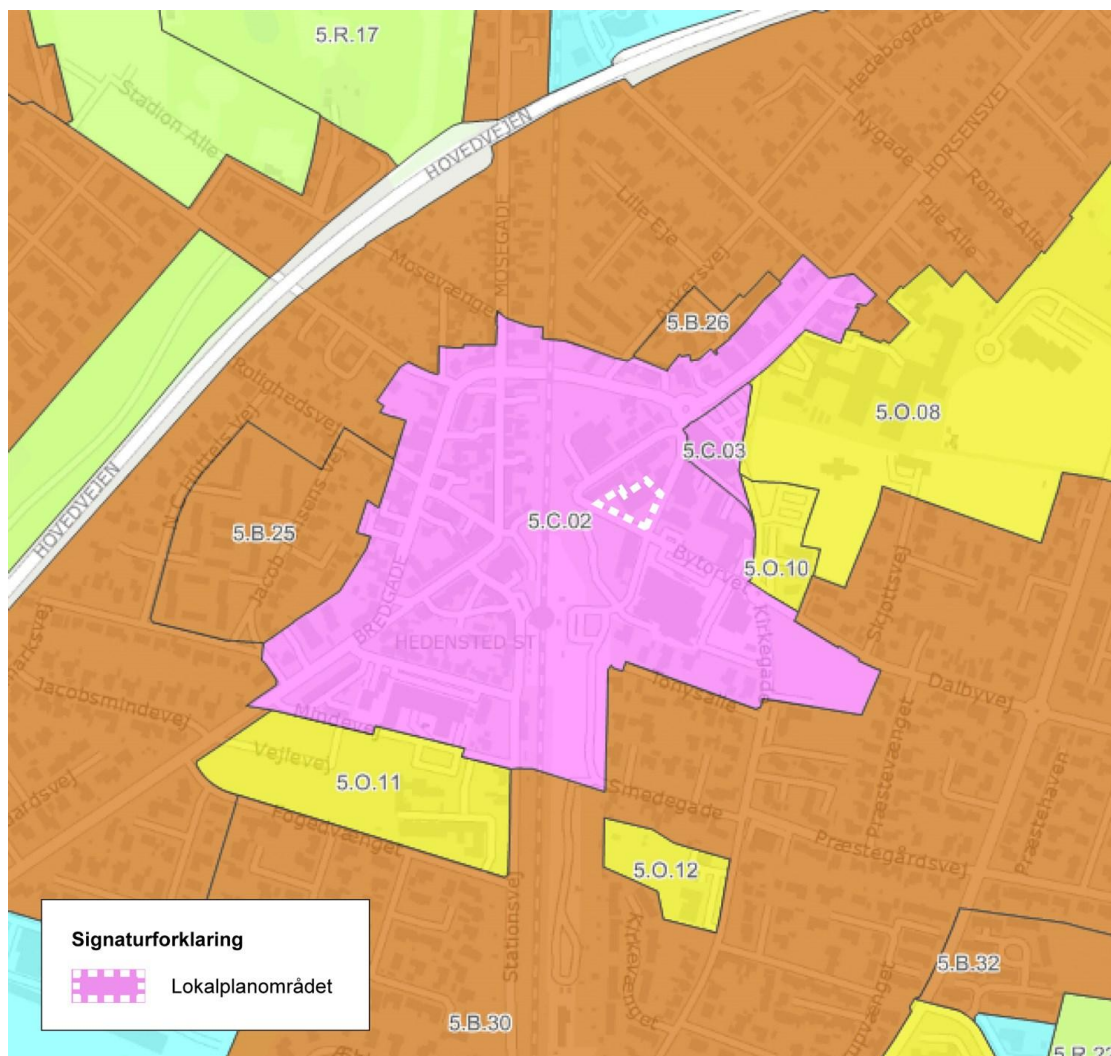 5.R.17
Stadion Alle
HOVEDVEJEN
MOSEGADE
Hedebogade
Nygade
HORSENSVEJ
Rønne Alle
Pile Alle
Lille Eje
Mosevænget
5.B.26
Rolighedsvej
5.O.08
HOVEDVEJEN
5.C.03
5.B.25
5.C.02
Bytorvet
5.O.10
BREDGADE
HEDENSTED ST
Kirkegade
Skjoldsvej
Jacobsmindevej
Tonysalle
Dalbyvej
Mindevej
Vejlevej
5.O.11
Smedegade
Præstevænget
Præstehaven
Fogedvænget
Præstegårdsvej
5.O.12
Stationsvej
Kirkevænget
5.B.32
5.B.30
Signaturforklaring
Lokalplanområdet